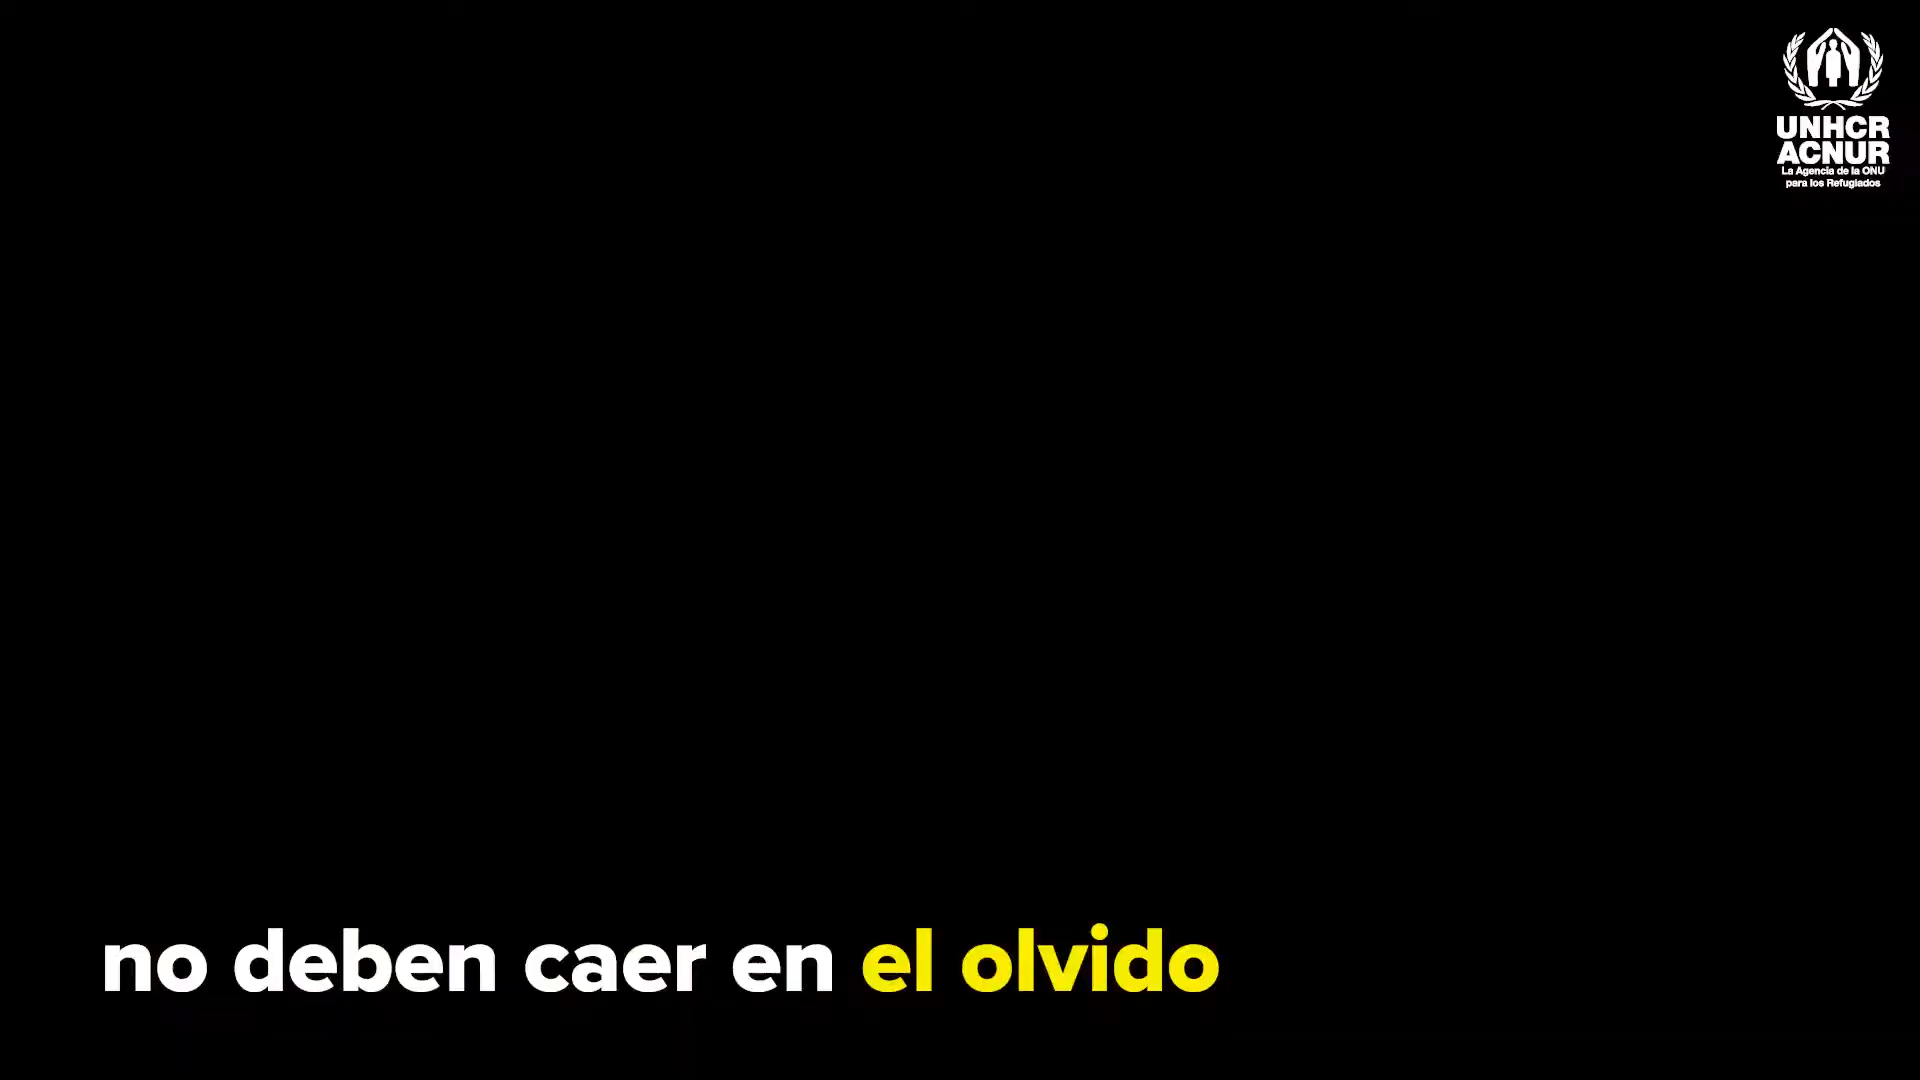 UNHCR
ACNUR
La Agencia de la ONU
para los Refugiados
no deben caer en el olvido